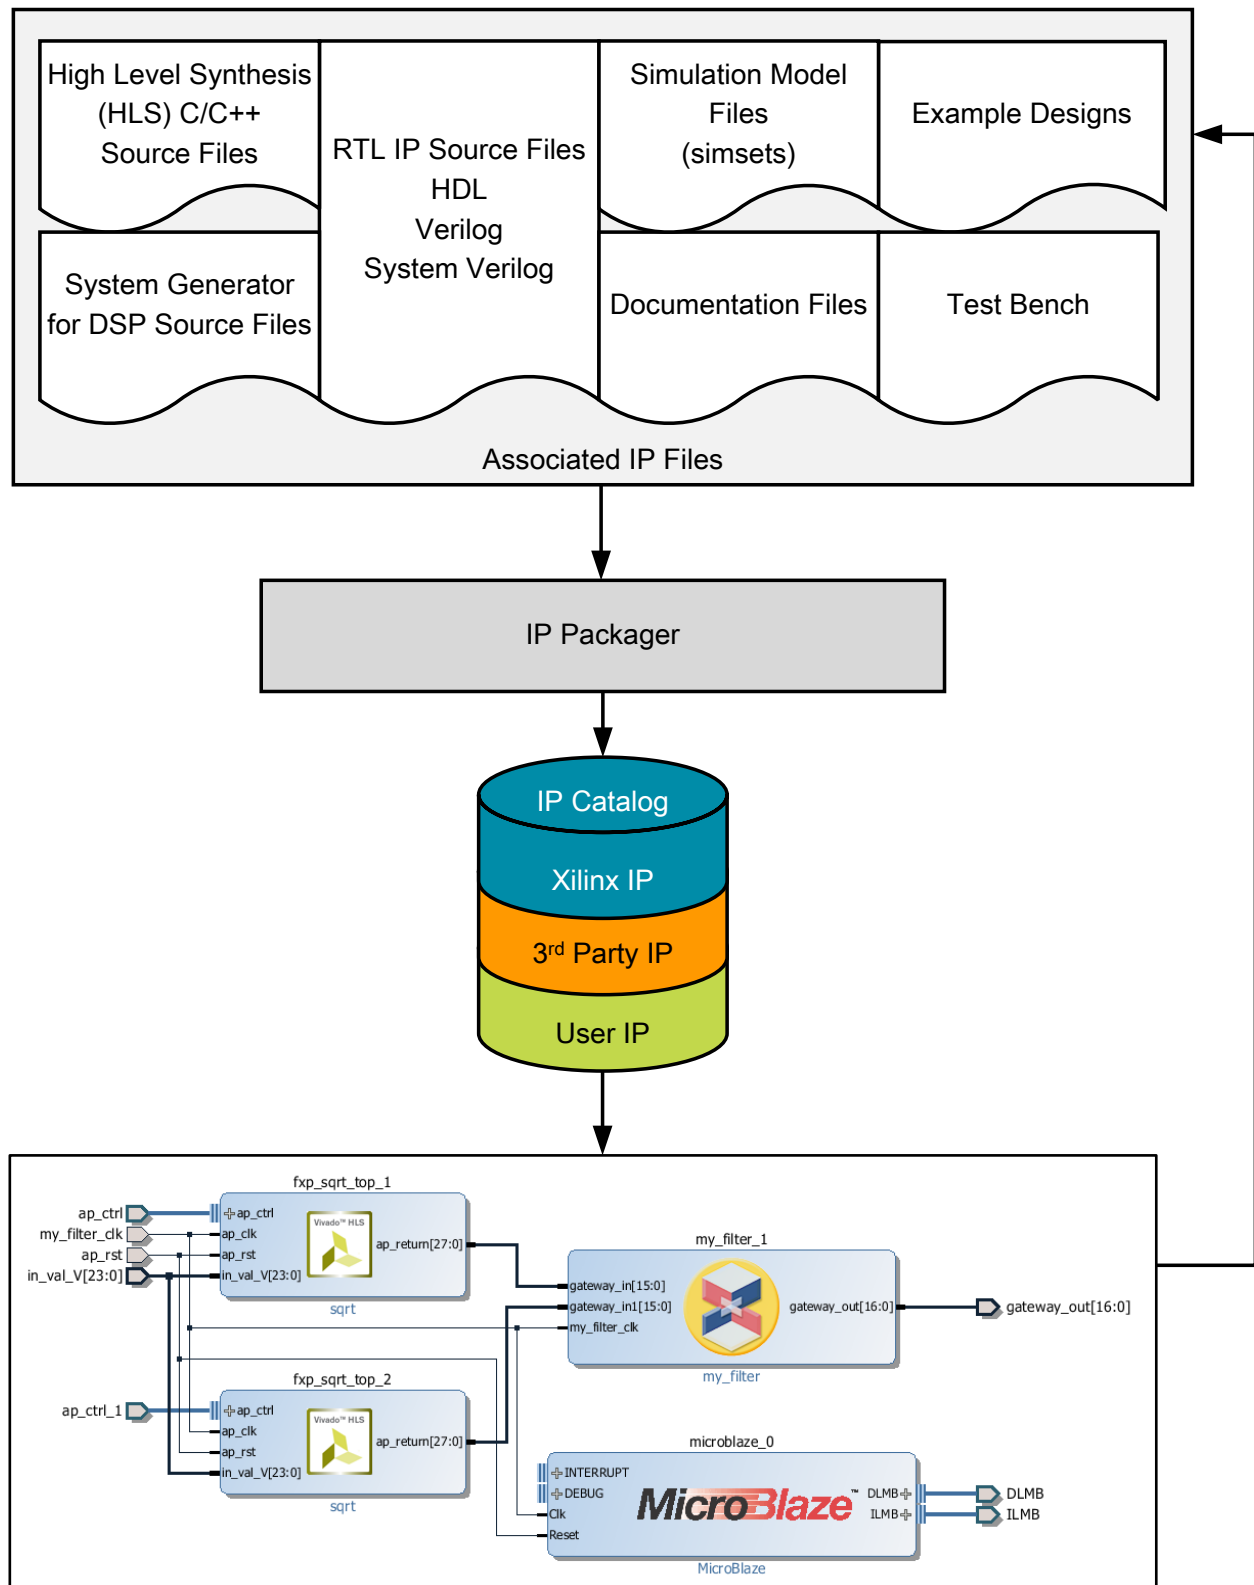 High Level Synthesis
(HLS) C/C++
Source Files
RTL IP Source Files
HDL
Verilog
System Verilog
Simulation Model
Files
(simsets)
Example Designs
System Generator
for DSP Source Files
Documentation Files
Test Bench
Associated IP Files
IP Packager
IP Catalog
Xilinx IP
3rd Party IP
User IP
fxp_sqrt_top_1
ap_ctrl
my_filter_clk
ap_rst
in_val_V[23:0]
ap_ctrl
ap_clk
ap_rst
in_val_V[23:0]
Vivado™ HLS
ap_return[27:0]
sqrt
my_filter_1
gateway_in[15:0]
gateway_in1[15:0]
my_filter_clk
gateway_out[16:0]
gateway_out[16:0]
my_filter
fxp_sqrt_top_2
ap_ctrl_1
ap_ctrl
ap_clk
ap_rst
in_val_V[23:0]
Vivado™ HLS
ap_return[27:0]
sqrt
microblaze_0
INTERRUPT
DEBUG
Clk
Reset
MicroBlaze™
DLMB
ILMB
DLMB
ILMB
MicroBlaze